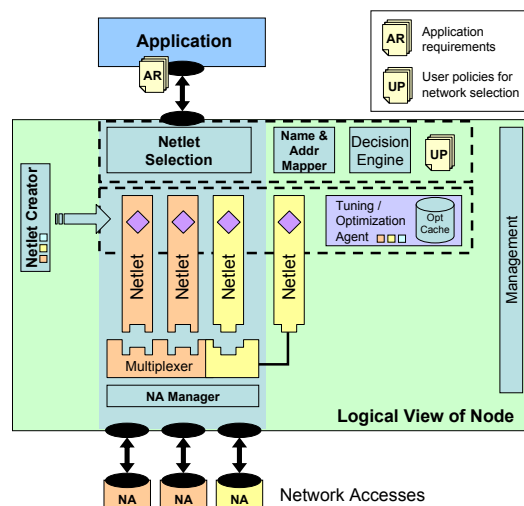 Application
AR
AR
Application
requirements
UP
User policies for
network selection
Netlet
Selection
Name &
Addr
Mapper
Decision
Engine
UP
Netlet Creator
Tuning /
Optimization
Agent
Opt
Cache
Netlet
Netlet
Netlet
Netlet
Management
Multiplexer
NA Manager
Logical View of Node
NA
NA
NA
Network Accesses